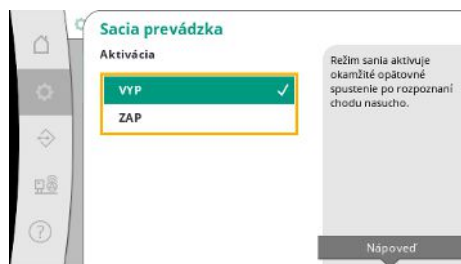 Sacia prevádzka
Aktivácia
VYP
ZAP
Režim sania aktivuje
okamžité opätovné
spustenie po rozpoznaní
chodu nasucho.
Nápoveď